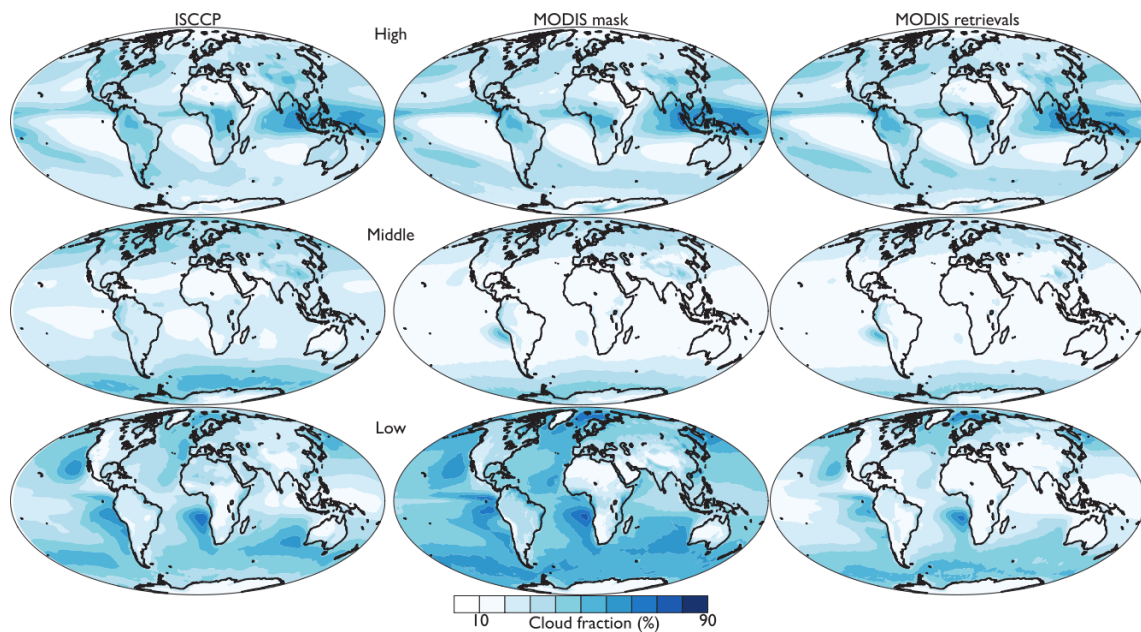 ISCCP
MODIS mask
MODIS retrievals
High
Middle
Low
10
Cloud fraction (%)
90